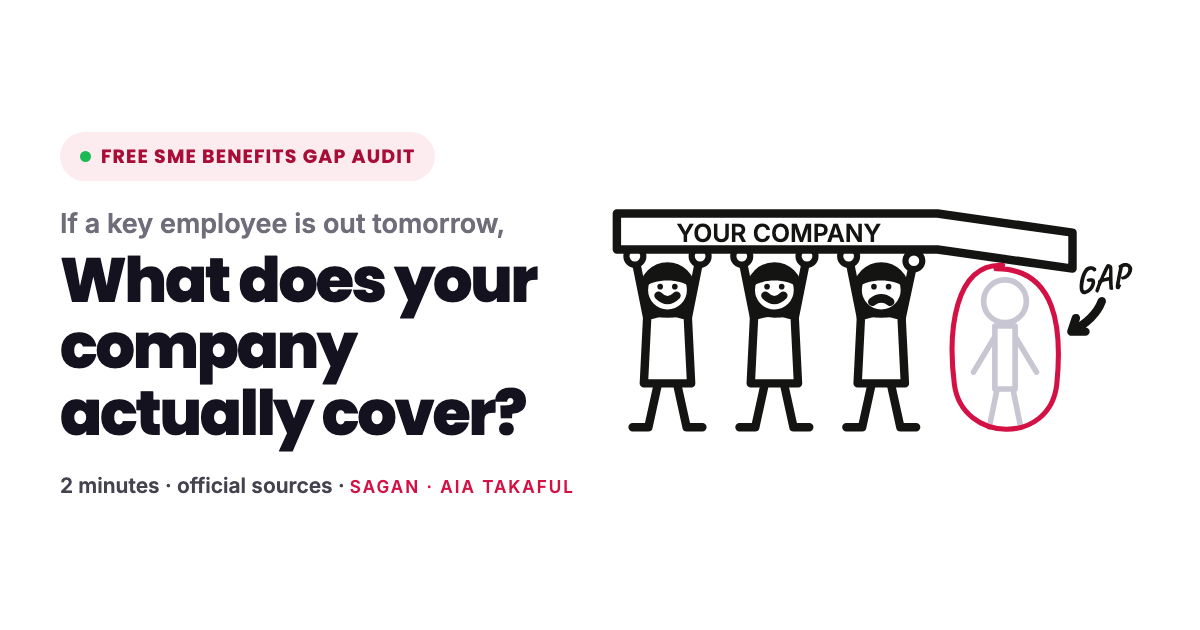 FREE SME BENEFITS GAP AUDIT
If a key employee is out tomorrow,
What does your
company
actually cover?
2 minutes · official sources · SAGAN · AIA TAKAFUL
YOUR COMPANY
GAP